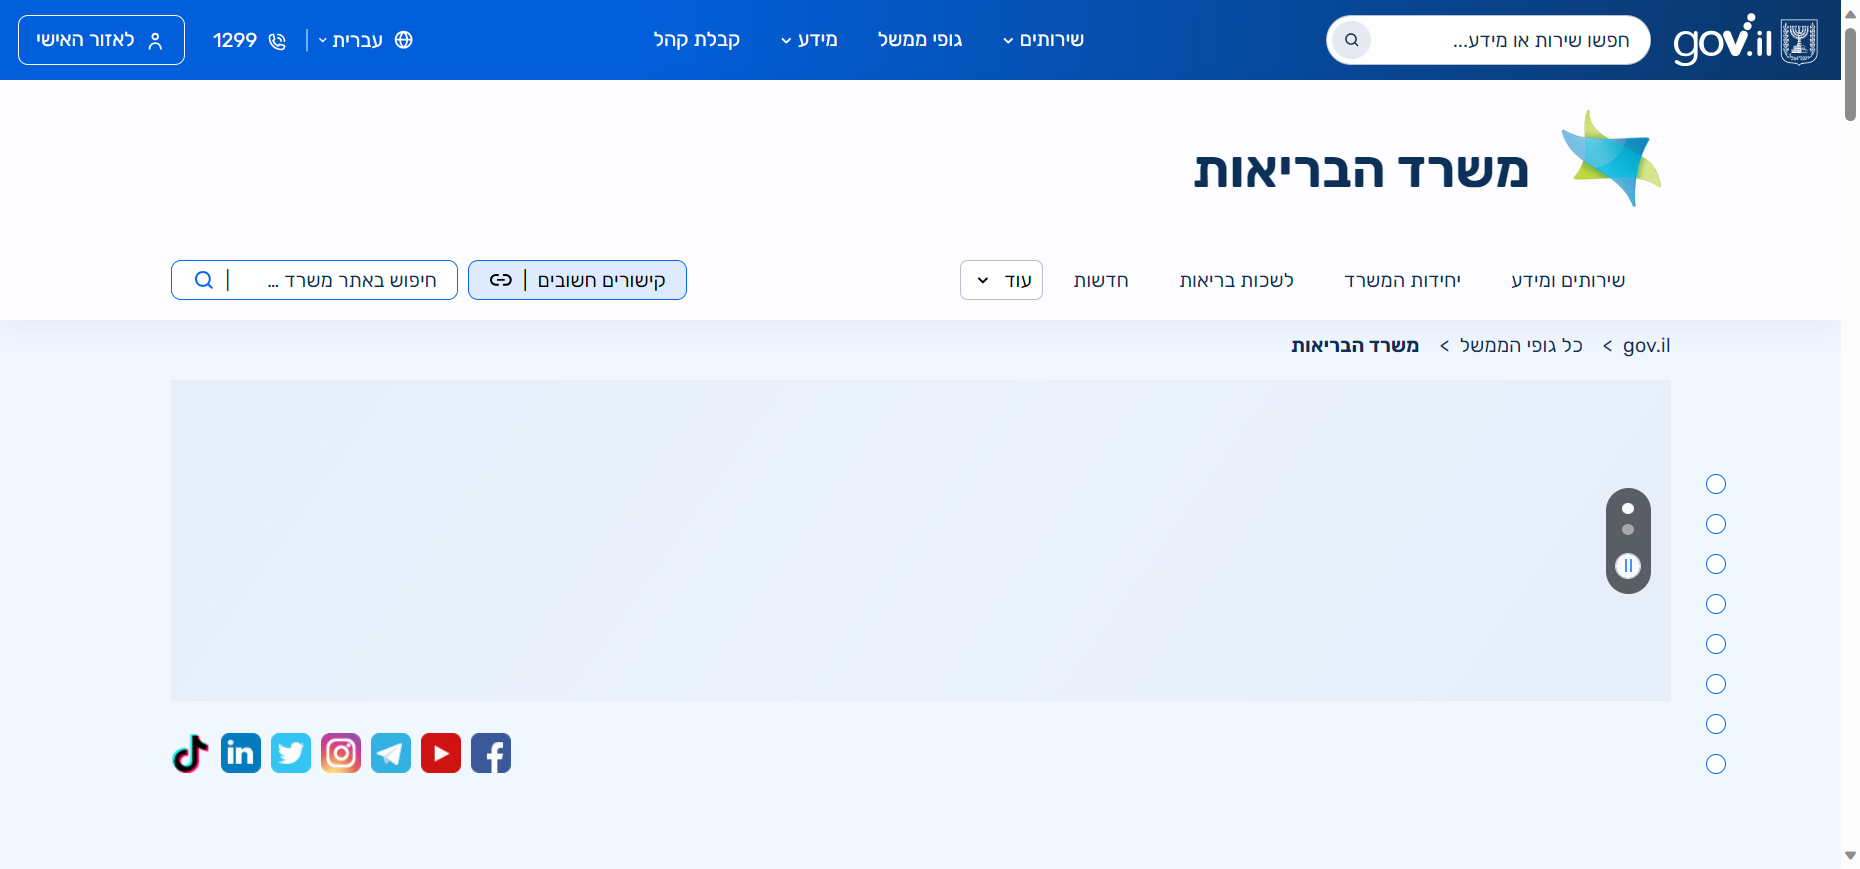 gov.il
חפשו שירות או מידע...
שירותים
גופי ממשל
מידע
קבלת קהל
עברית
1299
לאזור האישי
משרד הבריאות
שירותים ומידע
יחידות המשרד
לשכות בריאות
חדשות
עוד
קישורים חשובים |
חיפוש באתר משרד ... |
gov.il > כל גופי הממשל > משרד הבריאות